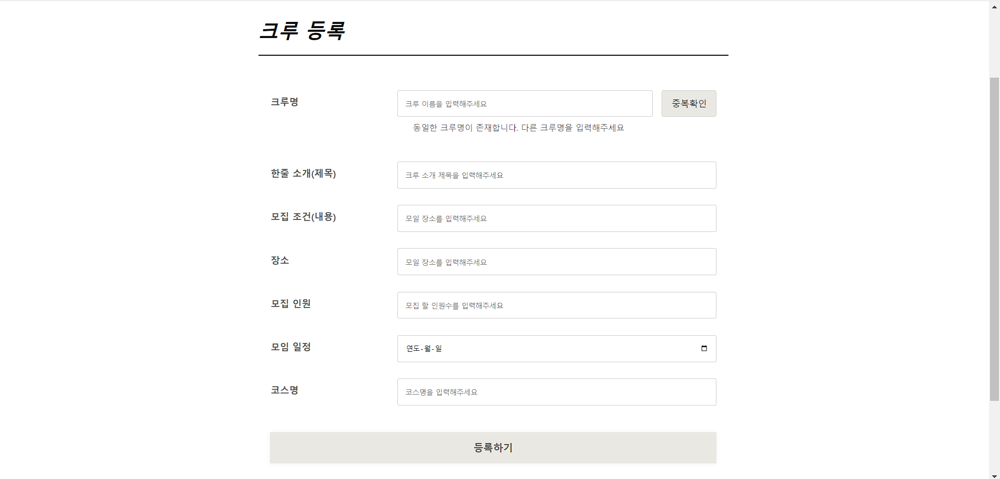 크루 등록
크루명
크루 이름을 입력해주세요
중복확인
동일한 크루명이 존재합니다. 다른 크루명을 입력해주세요
한줄 소개(제목)
크루 소개 제목을 입력해주세요
모집 조건(내용)
모일 장소를 입력해주세요
장소
모일 장소를 입력해주세요
모집 인원
모집 할 인원수를 입력해주세요
모임 일정
연도-월-일
코스명
코스명을 입력해주세요
등록하기